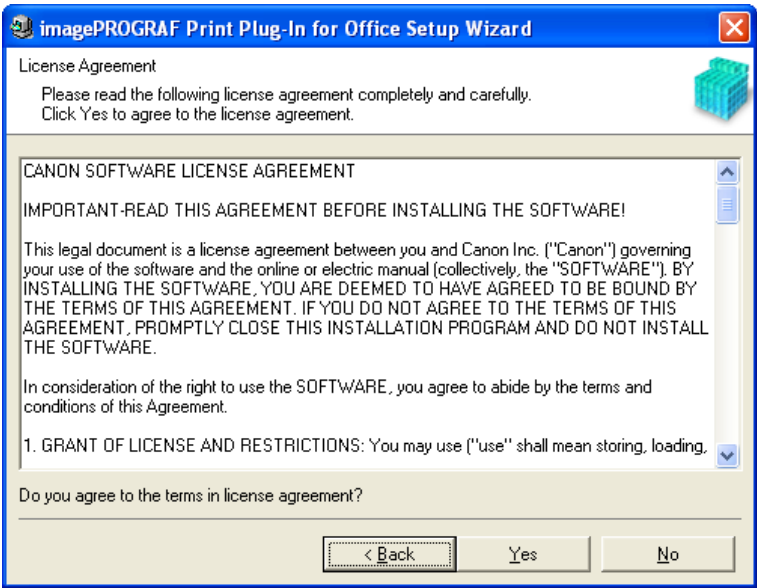 imagePROGRAF Print Plug-In for Office Setup Wizard
License Agreement
Please read the following license agreement completely and carefully.
Click Yes to agree to the license agreement.
CANON SOFTWARE LICENSE AGREEMENT
IMPORTANT-READ THIS AGREEMENT BEFORE INSTALLING THE SOFTWARE!
This legal document is a license agreement between you and Canon Inc. ("Canon") governing
your use of the software and the online or electric manual (collectively, the "SOFTWARE"). BY
INSTALLING THE SOFTWARE, YOU ARE DEEMED TO HAVE AGREED TO BE BOUND BY
THE TERMS OF THIS AGREEMENT. IF YOU DO NOT AGREE TO THE TERMS OF THIS
AGREEMENT, PROMPTLY CLOSE THIS INSTALLATION PROGRAM AND DO NOT INSTALL
THE SOFTWARE.
In consideration of the right to use the SOFTWARE, you agree to abide by the terms and
conditions of this Agreement.
1. GRANT OF LICENSE AND RESTRICTIONS: You may use ("use" shall mean storing, loading,
Do you agree to the terms in license agreement?
< Back
Yes
No